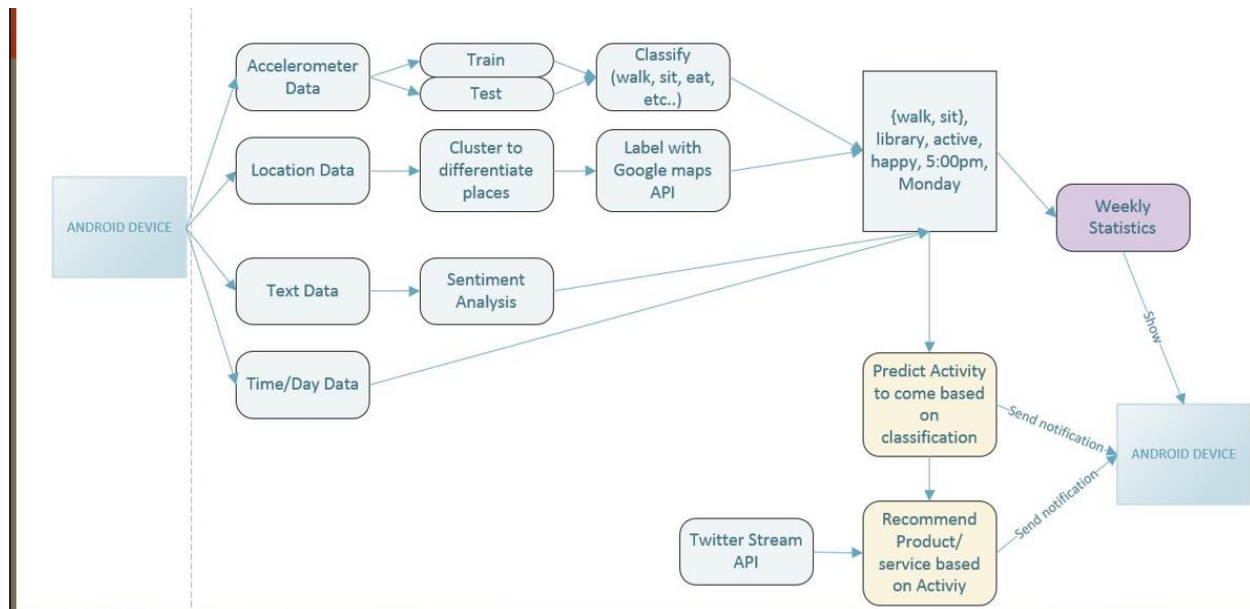 ANDROID DEVICE
Accelerometer
Data
Train
Test
Classify
(walk, sit, eat,
etc..)
Location Data
Cluster to
differentiate
places
Label with
Google maps
API
Text Data
Sentiment
Analysis
Time/Day Data
{walk, sit},
library, active,
happy, 5:00pm,
Monday
Weekly
Statistics
Show
Predict Activity
to come based
on
classification
Send notification
ANDROID DEVICE
Twitter Stream
API
Recommend
Product/
service based
on Activiy
Send notification